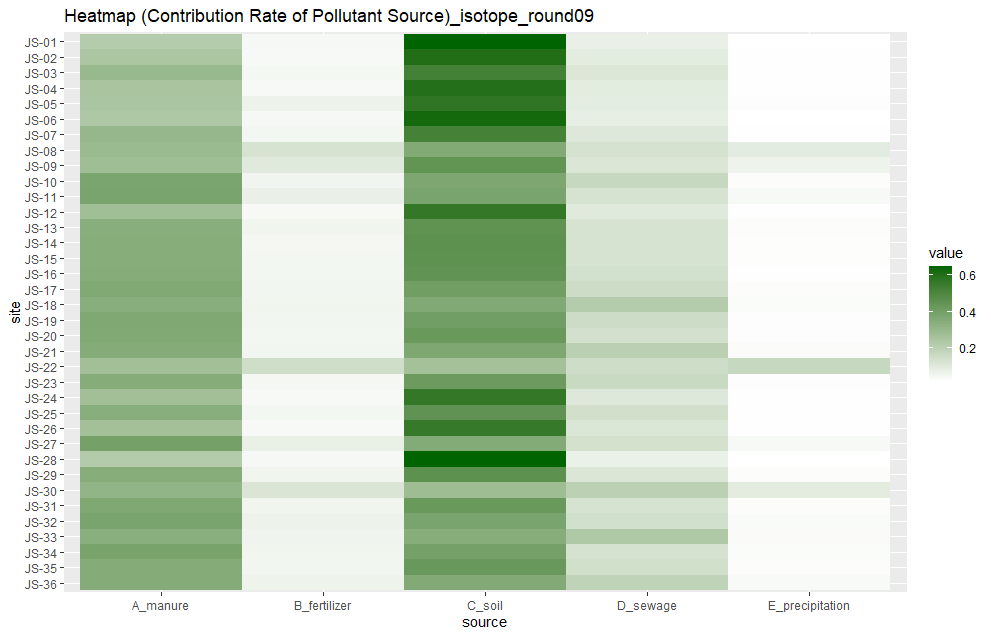 Heatmap (Contribution Rate of Pollutant Source)_isotope_round09
JS-01
JS-02
JS-03
JS-04
JS-05
JS-06
JS-07
JS-08
JS-09
JS-10
JS-11
JS-12
JS-13
JS-14
JS-15
JS-16
JS-17
JS-18
JS-19
JS-20
JS-21
JS-22
JS-23
JS-24
JS-25
JS-26
JS-27
JS-28
JS-29
JS-30
JS-31
JS-32
JS-33
JS-34
JS-35
JS-36
site
A_manure
B_fertilizer
C_soil
D_sewage
E_precipitation
source
value
0.6
0.4
0.2